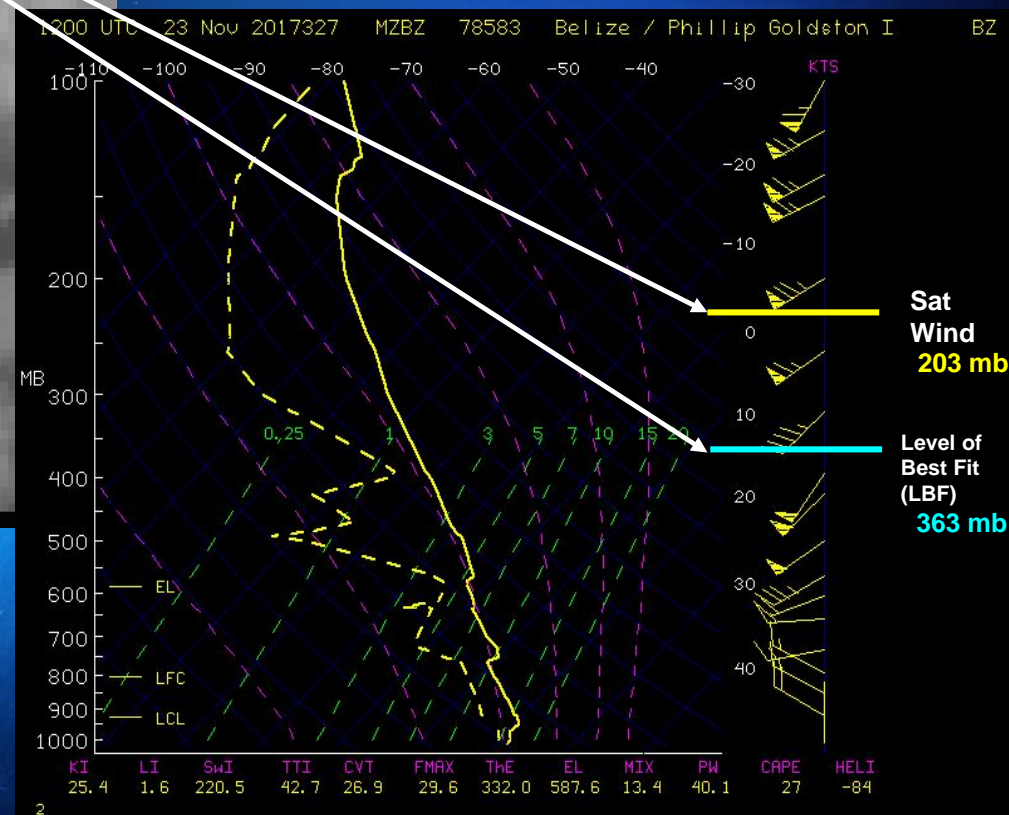 1200 UTC 23 Nov 2017327 MZBZ 78583 Belize / Phillip Goldston I BZ
-110 -100 -90 -80 -70 -60 -50 -40 -30 KTS
100
-20
-10
200
Sat
Wind
203 mb
0
MB
300
10
0.25 1 3 5 7 10 15 20
Level of
Best Fit
(LBF)
363 mb
400
20
500
EL
600
30
700
LFC
800
40
900
LCL
1000
KI LI SwI TTI CVT FMAX ThE EL MIX PW CAPE HELI
25.4 1.6 220.5 42.7 26.9 29.6 332.0 587.6 13.4 40.1 27 -84
2